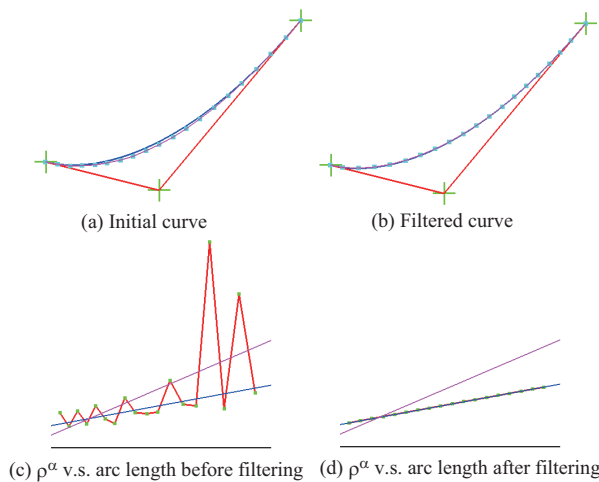 (a) Initial curve
(b) Filtered curve
(c) ρ^α v.s. arc length before filtering
(d) ρ^α v.s. arc length after filtering